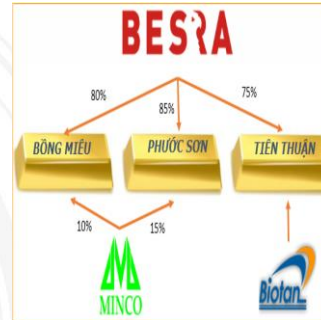 BESRA
80%
85%
75%
BỒNG MIÊU
PHƯỚC SƠN
TIÊN THUẬN
10%
15%
MINCO
Biotan